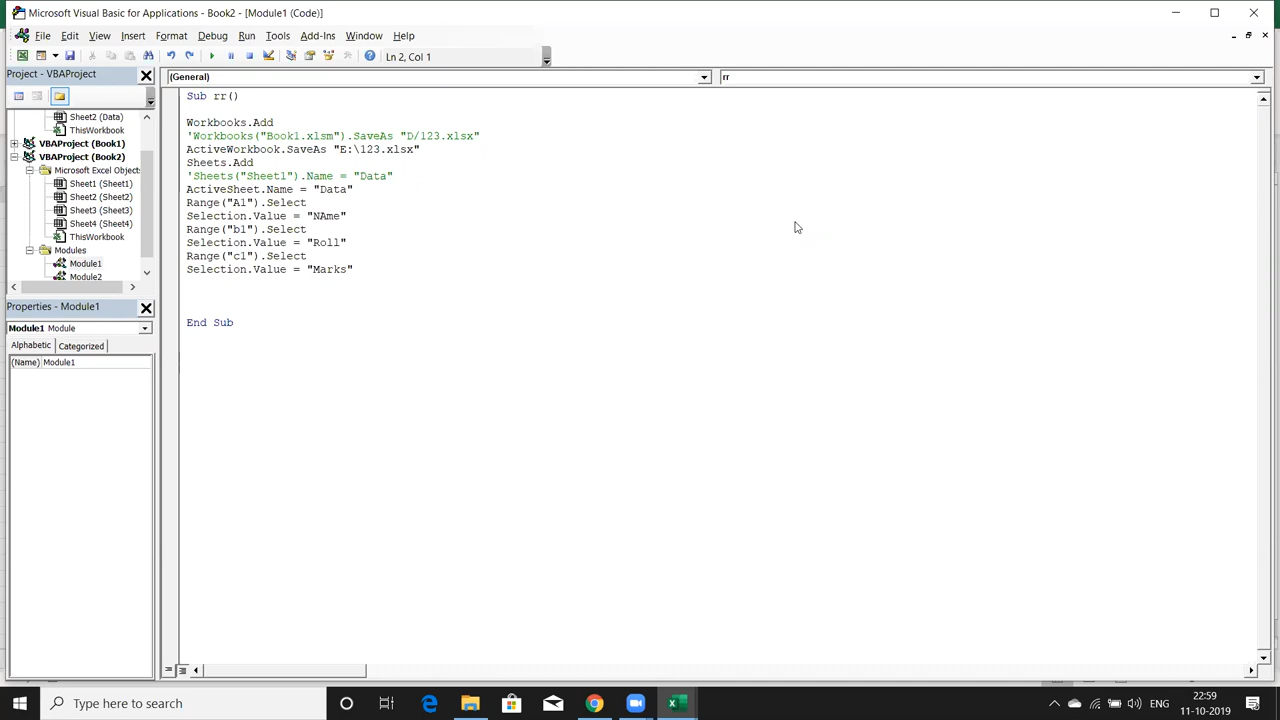 Microsoft Visual Basic for Applications - Book2 - [Module1 (Code)]
File Edit View Insert Format Debug Run Tools Add-Ins Window Help
Ln 2, Col 1
Project - VBAProject
(General)
rr
Sheet2 (Data)
ThisWorkbook
VBAProject (Book1)
VBAProject (Book2)
Microsoft Excel Object
Sheet1 (Sheet1)
Sheet2 (Sheet2)
Sheet3 (Sheet3)
Sheet4 (Sheet4)
ThisWorkbook
Modules
Module1
Module2
Properties - Module1
Module1 Module
Alphabetic Categorized
(Name) Module1
Sub rr()
Workbooks.Add
'Workbooks("Book1.xlsm").SaveAs "D/123.xlsx"
ActiveWorkbook.SaveAs "E:\123.xlsx"
Sheets.Add
'Sheets("Sheet1").Name = "Data"
ActiveSheet.Name = "Data"
Range("A1").Select
Selection.Value = "NAme"
Range("b1").Select
Selection.Value = "Roll"
Range("c1").Select
Selection.Value = "Marks"
End Sub
Type here to search
ENG
22:59
11-10-2019